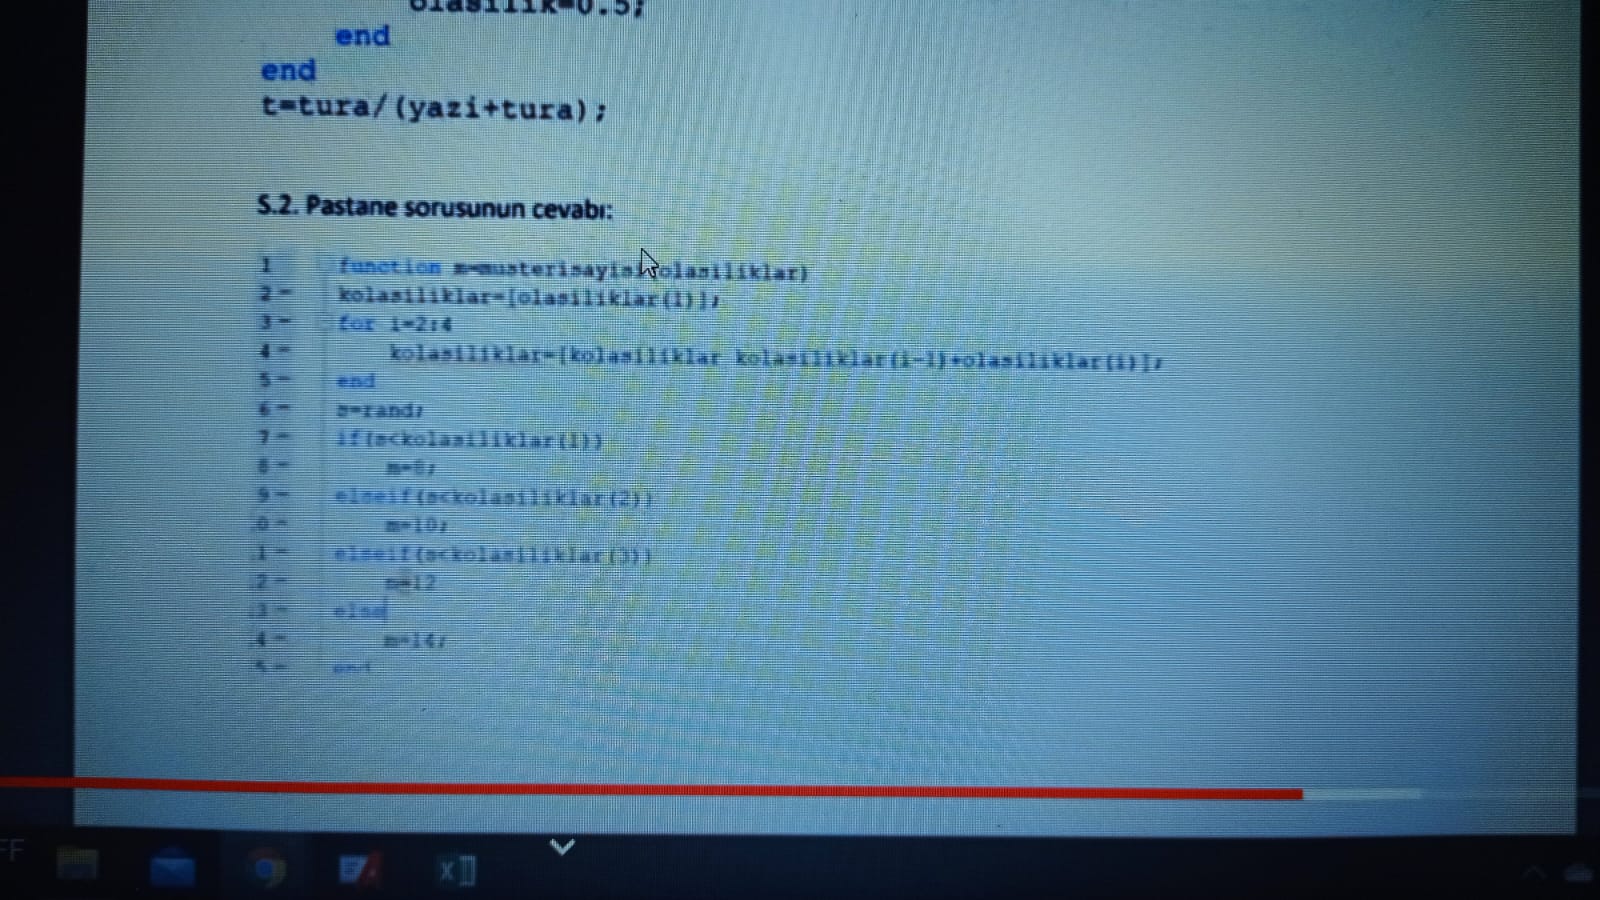 olasilik=0.5;
end
end
t=tura/(yazi+tura);
S.2. Pastane sorusunun cevabı:
1 function m=musterisayisi(olasiliklar)
2 kolasiliklar=[olasiliklar(1)];
3 for i=2:4
4 kolasiliklar=[kolasiliklar kolasiliklar(i-1)+olasiliklar(i)];
5 end
6 s=rand;
7 if(s<kolasiliklar(1))
8 m=8;
9 elseif(s<kolasiliklar(2))
0 m=10;
1 elseif(s<kolasiliklar(3))
2 m=12
3 else
4 m=14;
5 end
FF